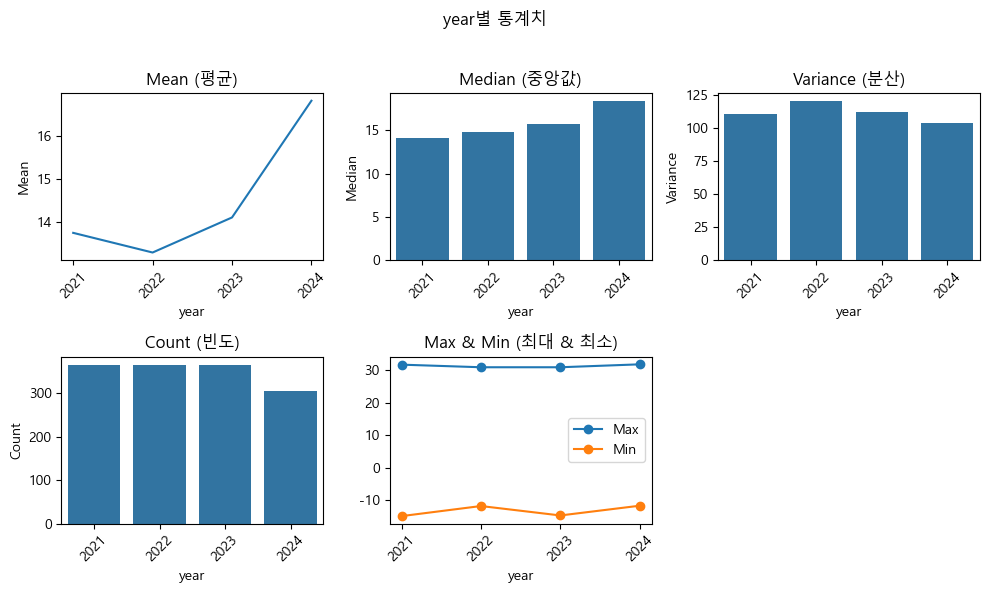 year별 통계치
Mean (평균)
Mean
16
15
14
2021
2022
2023
2024
year
Median (중앙값)
Median
15
10
5
0
2021
2022
2023
2024
year
Variance (분산)
Variance
125
100
75
50
25
0
2021
2022
2023
2024
year
Count (빈도)
Count
300
200
100
0
2021
2022
2023
2024
year
Max & Min (최대 & 최소)
30
20
10
0
-10
Max
Min
2021
2022
2023
2024
year